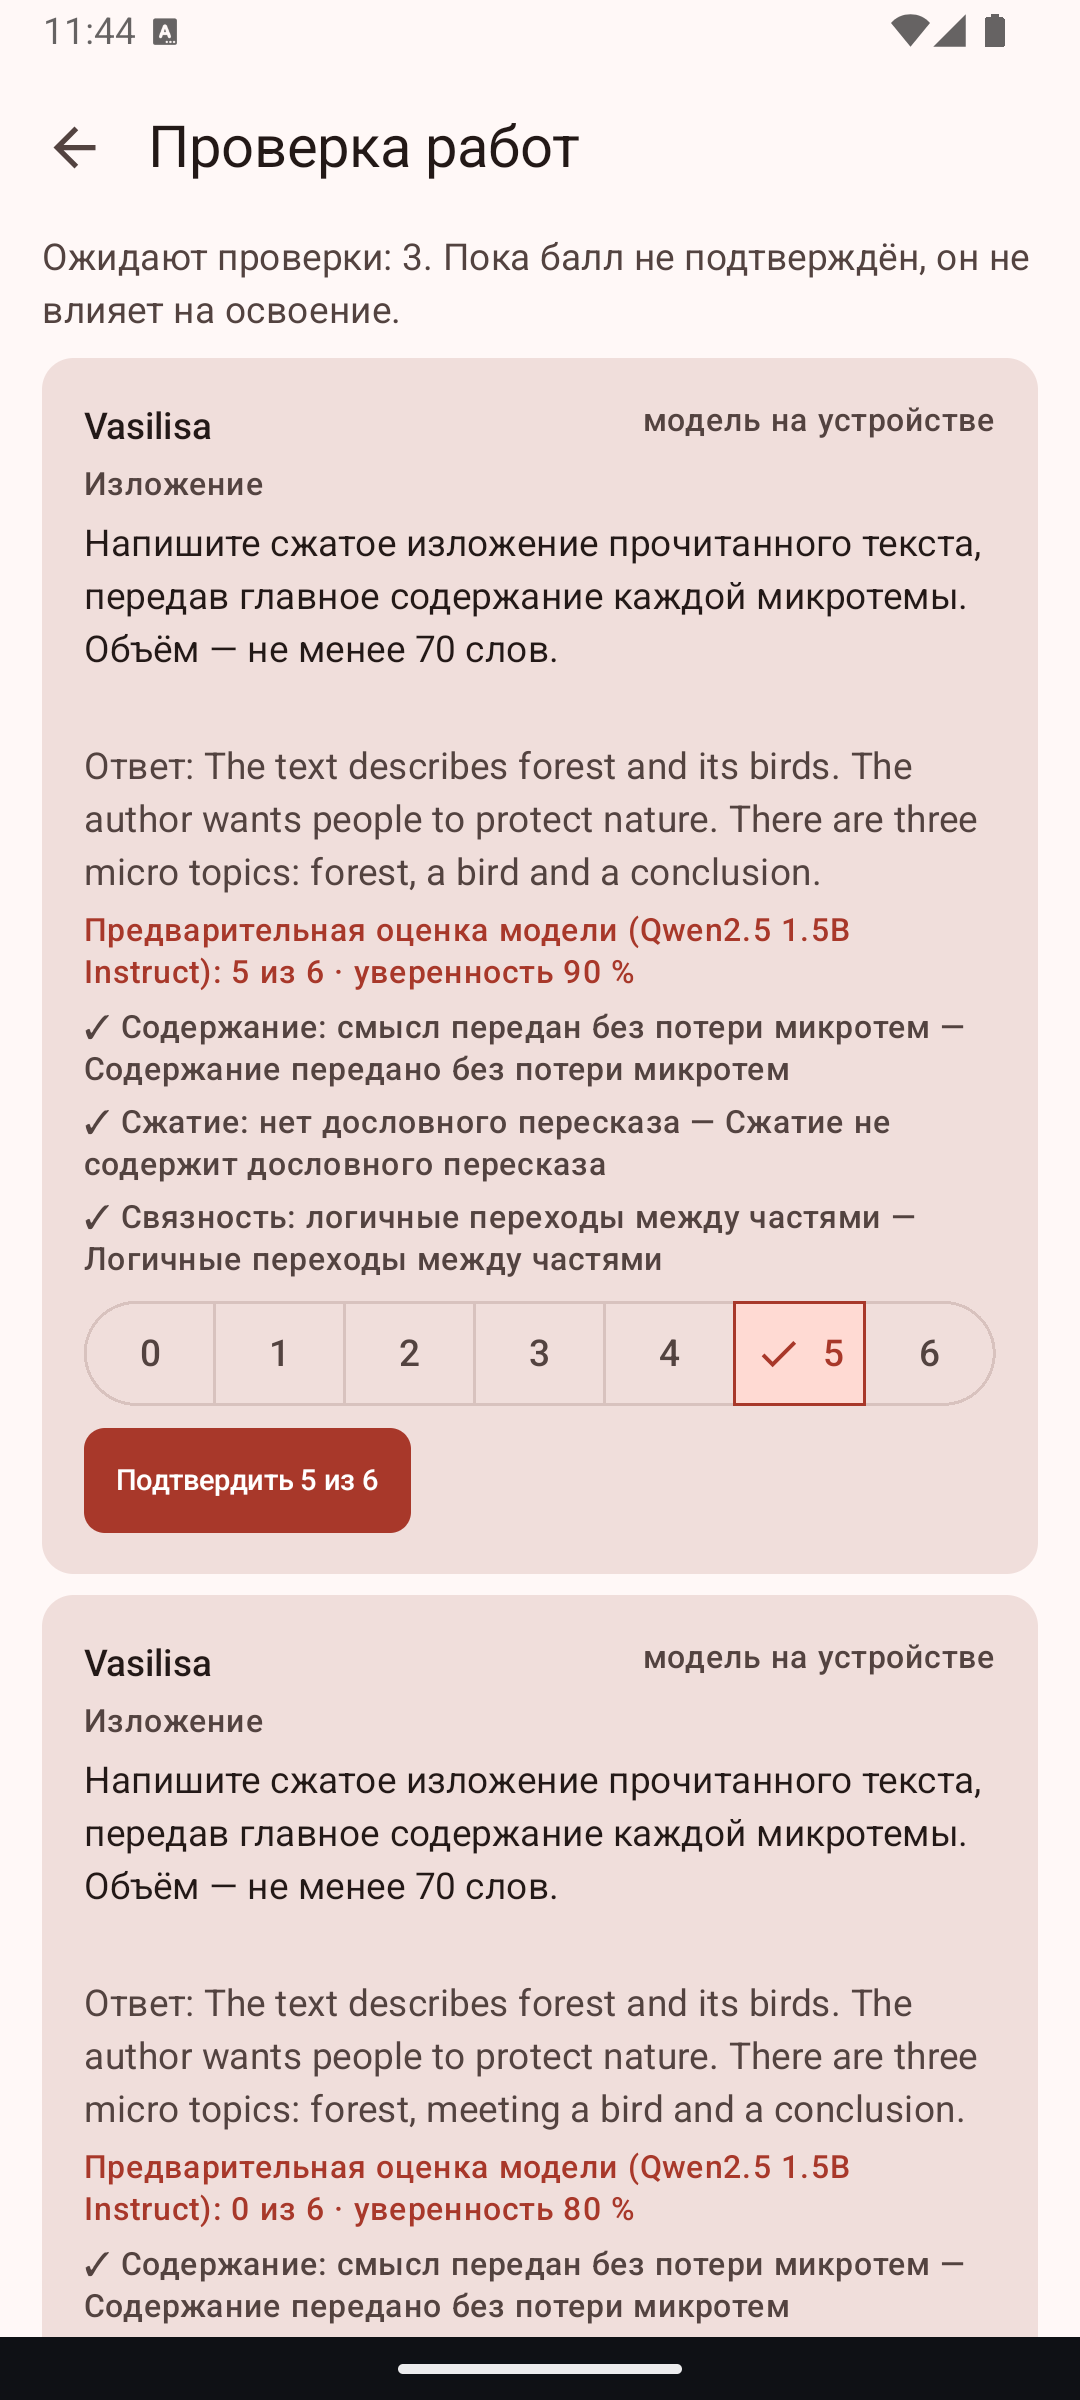 11:44
Проверка работ
Ожидают проверки: 3. Пока балл не подтверждён, он не
влияет на освоение.
Vasilisa
модель на устройстве
Изложение
Напишите сжатое изложение прочитанного текста,
передав главное содержание каждой микротемы.
Объём — не менее 70 слов.
Ответ: The text describes forest and its birds. The
author wants people to protect nature. There are three
micro topics: forest, a bird and a conclusion.
Предварительная оценка модели (Qwen2.5 1.5B
Instruct): 5 из 6 · уверенность 90 %
✓ Содержание: смысл передан без потери микротем —
Содержание передано без потери микротем
✓ Сжатие: нет дословного пересказа — Сжатие не
содержит дословного пересказа
✓ Связность: логичные переходы между частями —
Логичные переходы между частями
0 1 2 3 4 ✓ 5 6
Подтвердить 5 из 6
Vasilisa
модель на устройстве
Изложение
Напишите сжатое изложение прочитанного текста,
передав главное содержание каждой микротемы.
Объём — не менее 70 слов.
Ответ: The text describes forest and its birds. The
author wants people to protect nature. There are three
micro topics: forest, meeting a bird and a conclusion.
Предварительная оценка модели (Qwen2.5 1.5B
Instruct): 0 из 6 · уверенность 80 %
✓ Содержание: смысл передан без потери микротем —
Содержание передано без потери микротем